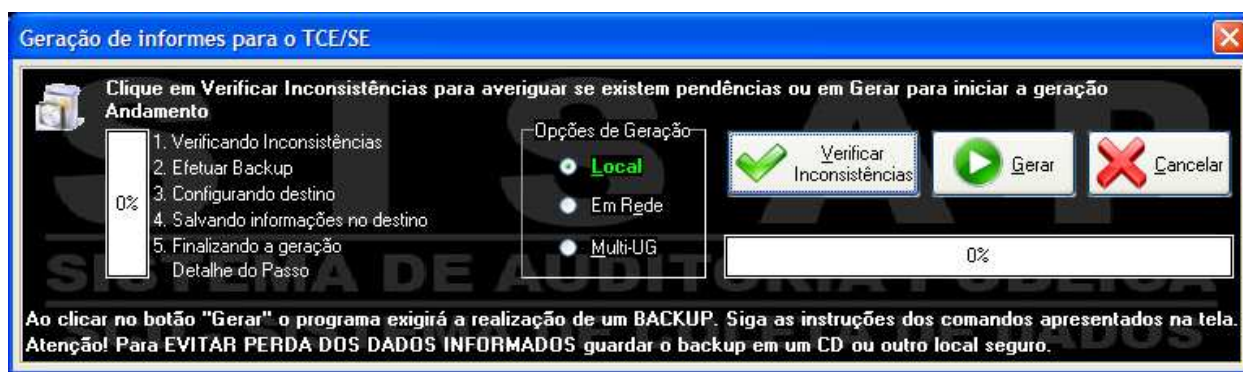 Geração de informes para o TCE/SE
Clique em Verificar Inconsistências para averiguar se existem pendências ou em Gerar para iniciar a geração
Andamento
0%
1. Verificando Inconsistências
2. Efetuar Backup
3. Configurando destino
4. Salvando informações no destino
5. Finalizando a geração
Detalhe do Passo
Opções de Geração
Local
Em Rede
Multi-UG
Verificar
Inconsistências
Gerar
Cancelar
0%
SISAP
SISTEMA DE AUDITORIA PÚBLICA
Ao clicar no botão "Gerar" o programa exigirá a realização de um BACKUP. Siga as instruções dos comandos apresentados na tela.
Atenção! Para EVITAR PERDA DOS DADOS INFORMADOS guardar o backup em um CD ou outro local seguro.